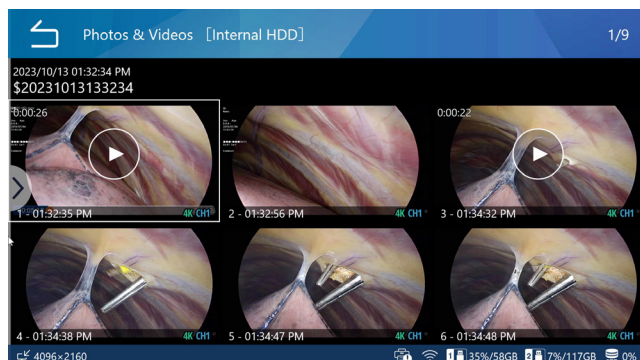 Photos & Videos [Internal HDD]
1/9
2023/10/13 01:32:34 PM
$20231013133234
0:00:26
0:00:22
1 - 01:32:35 PM 4K CH1
2 - 01:32:56 PM 4K CH1
3 - 01:34:32 PM 4K CH1
4 - 01:34:38 PM 4K CH1
5 - 01:34:47 PM 4K CH1
6 - 01:34:48 PM 4K CH1
4096×2160
1 35%/58GB 2 7%/117GB 0%